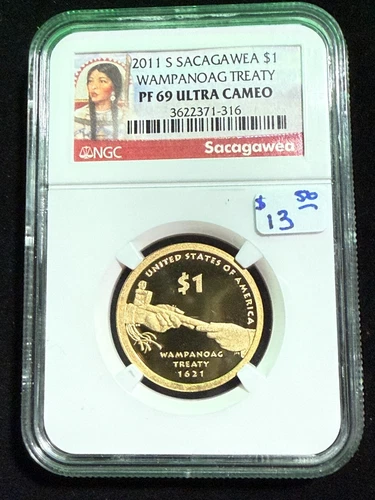 2011 S SACAGAWEA $1
WAMPANOAG TREATY
PF 69 ULTRA CAMEO
3622371-316
NGC
Sacagawea
$ 13 50
UNITED STATES OF AMERICA
$1
WAMPANOAG
TREATY
1621